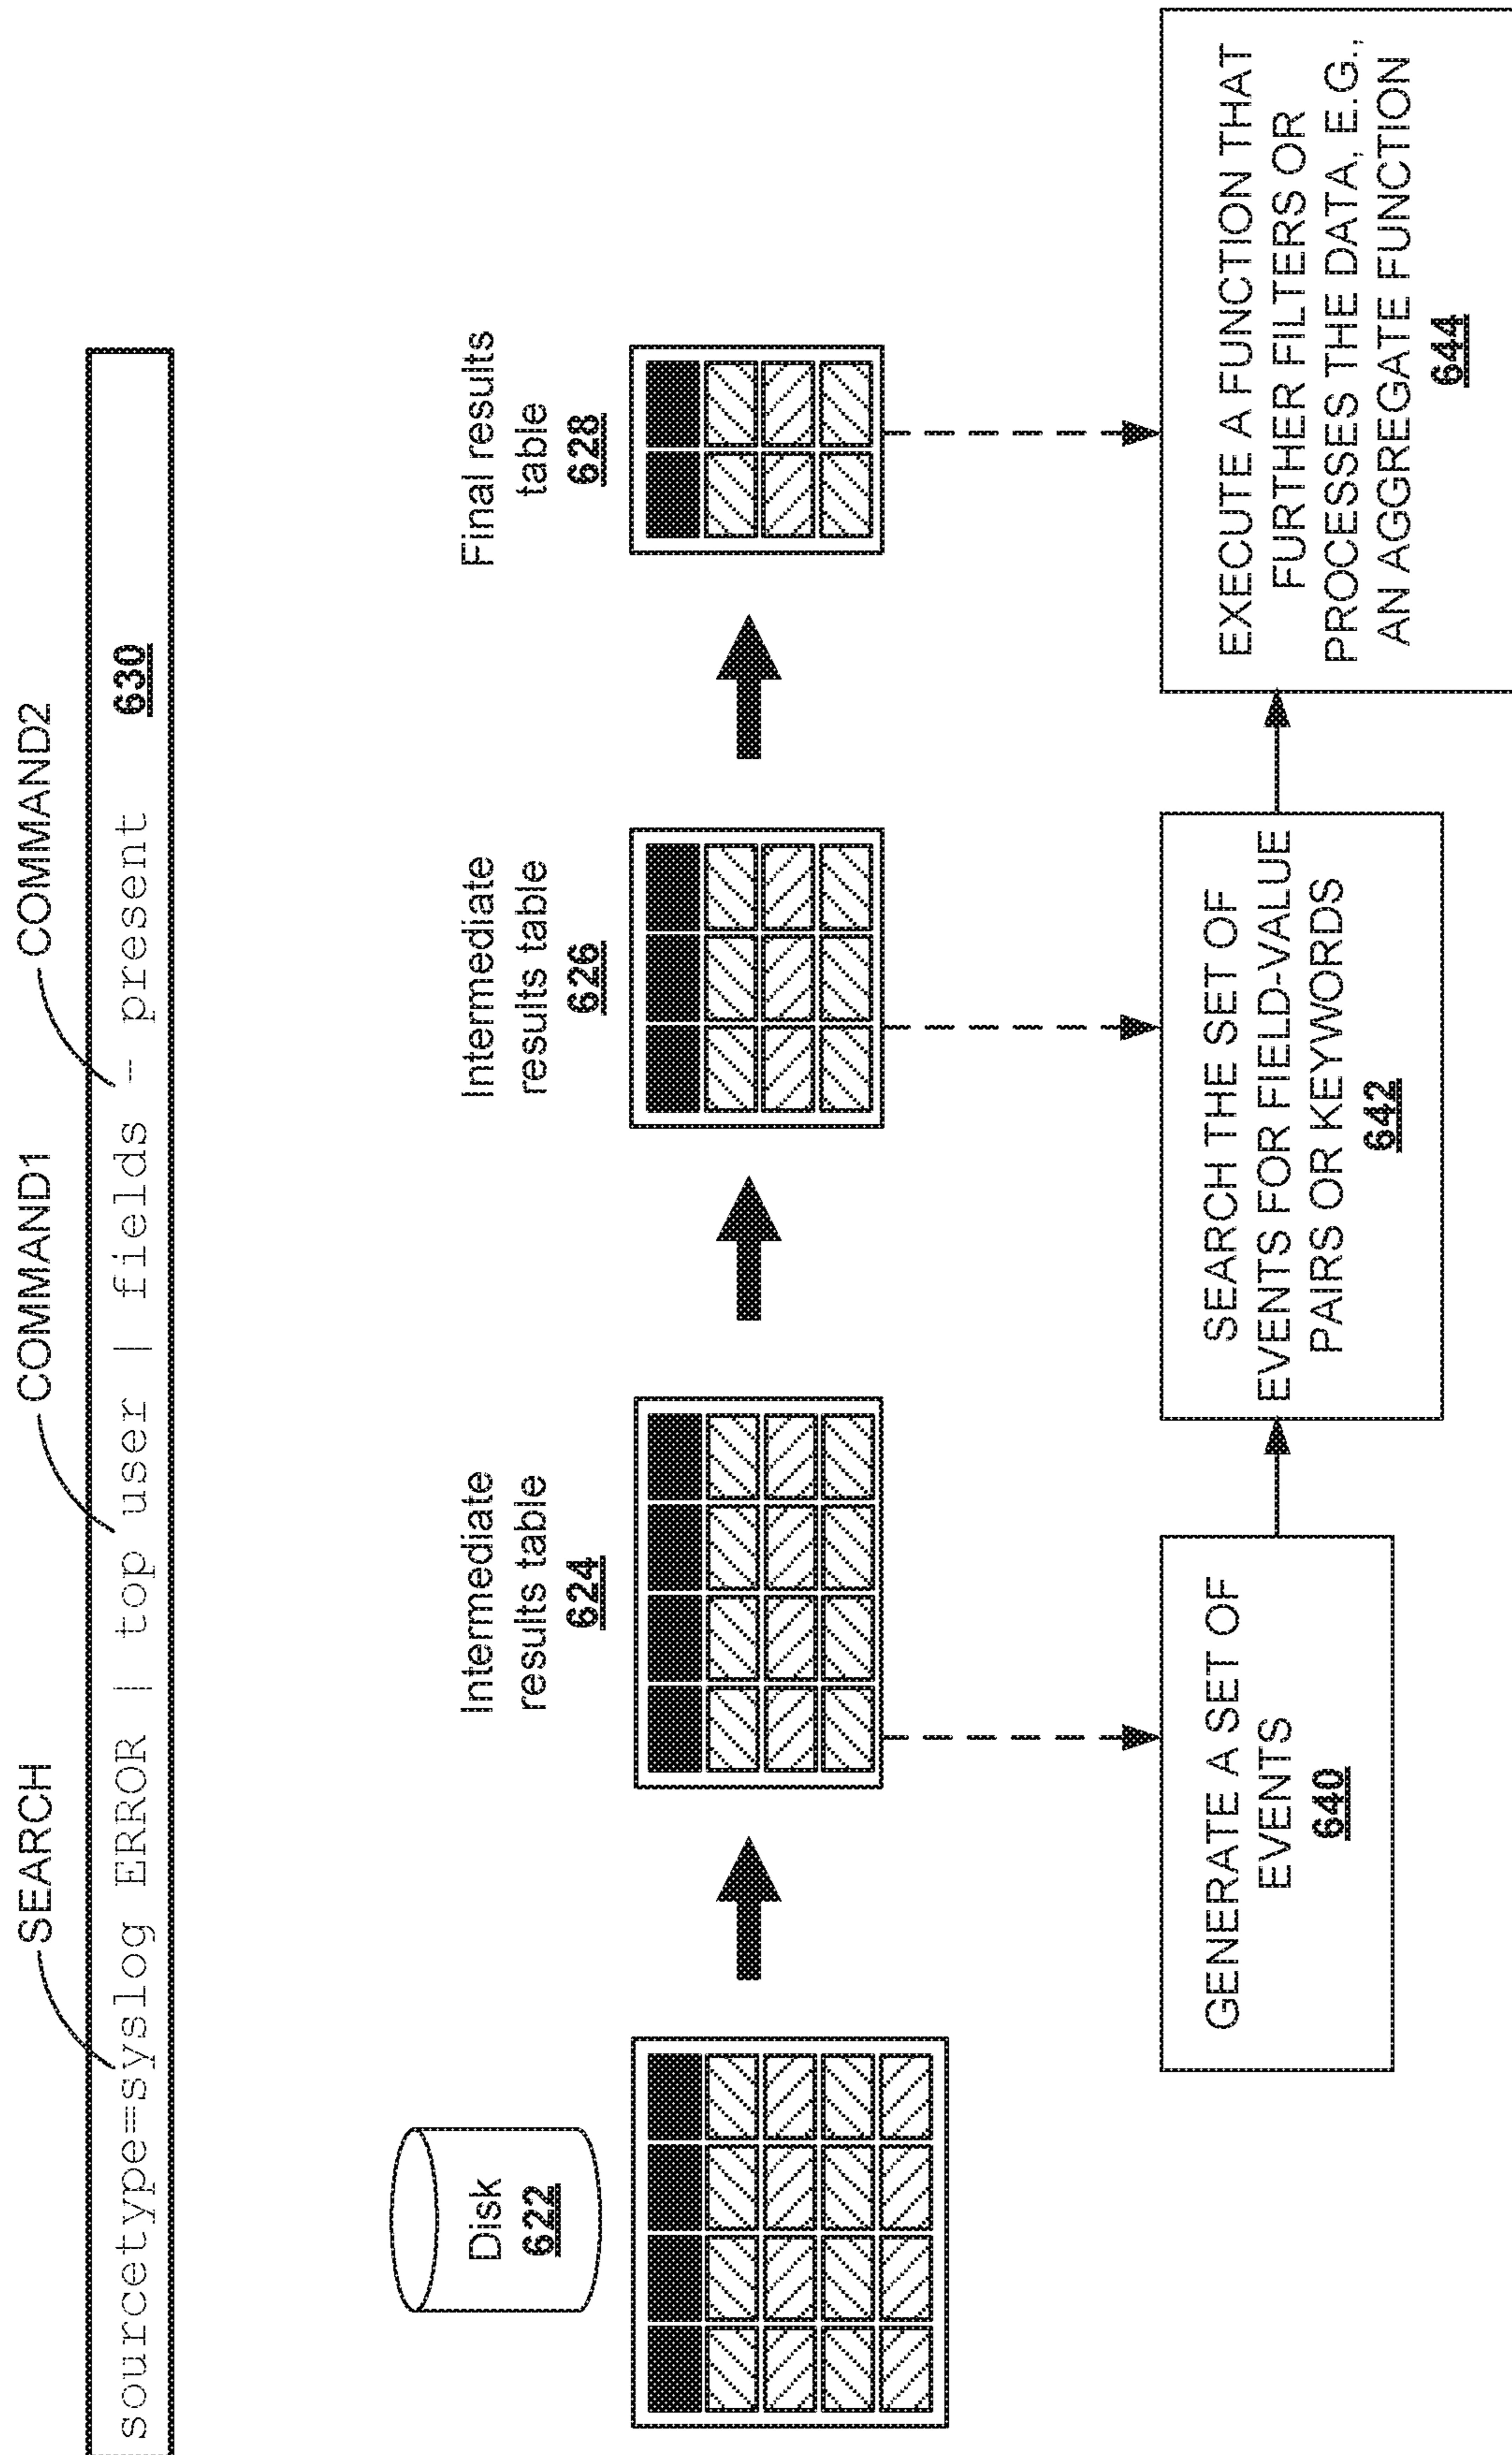 SEARCH
COMMAND1
COMMAND2
sourcetype=syslog ERROR | top user | fields – present 630
Disk
622
Intermediate
results table
624
Intermediate
results table
626
Final results
table
628
GENERATE A SET OF
EVENTS
640
SEARCH THE SET OF
EVENTS FOR FIELD-VALUE
PAIRS OR KEYWORDS
642
EXECUTE A FUNCTION THAT
FURTHER FILTERS OR
PROCESSES THE DATA, E.G.,
AN AGGREGATE FUNCTION
644